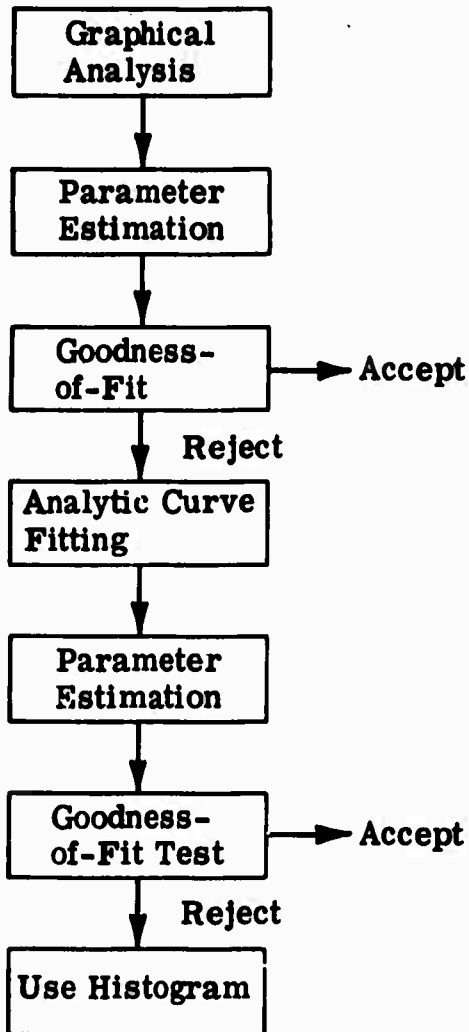 Graphical
Analysis
Parameter
Estimation
Goodness-
of-Fit
Accept
Reject
Analytic Curve
Fitting
Parameter
Estimation
Goodness-
of-Fit Test
Accept
Reject
Use Histogram